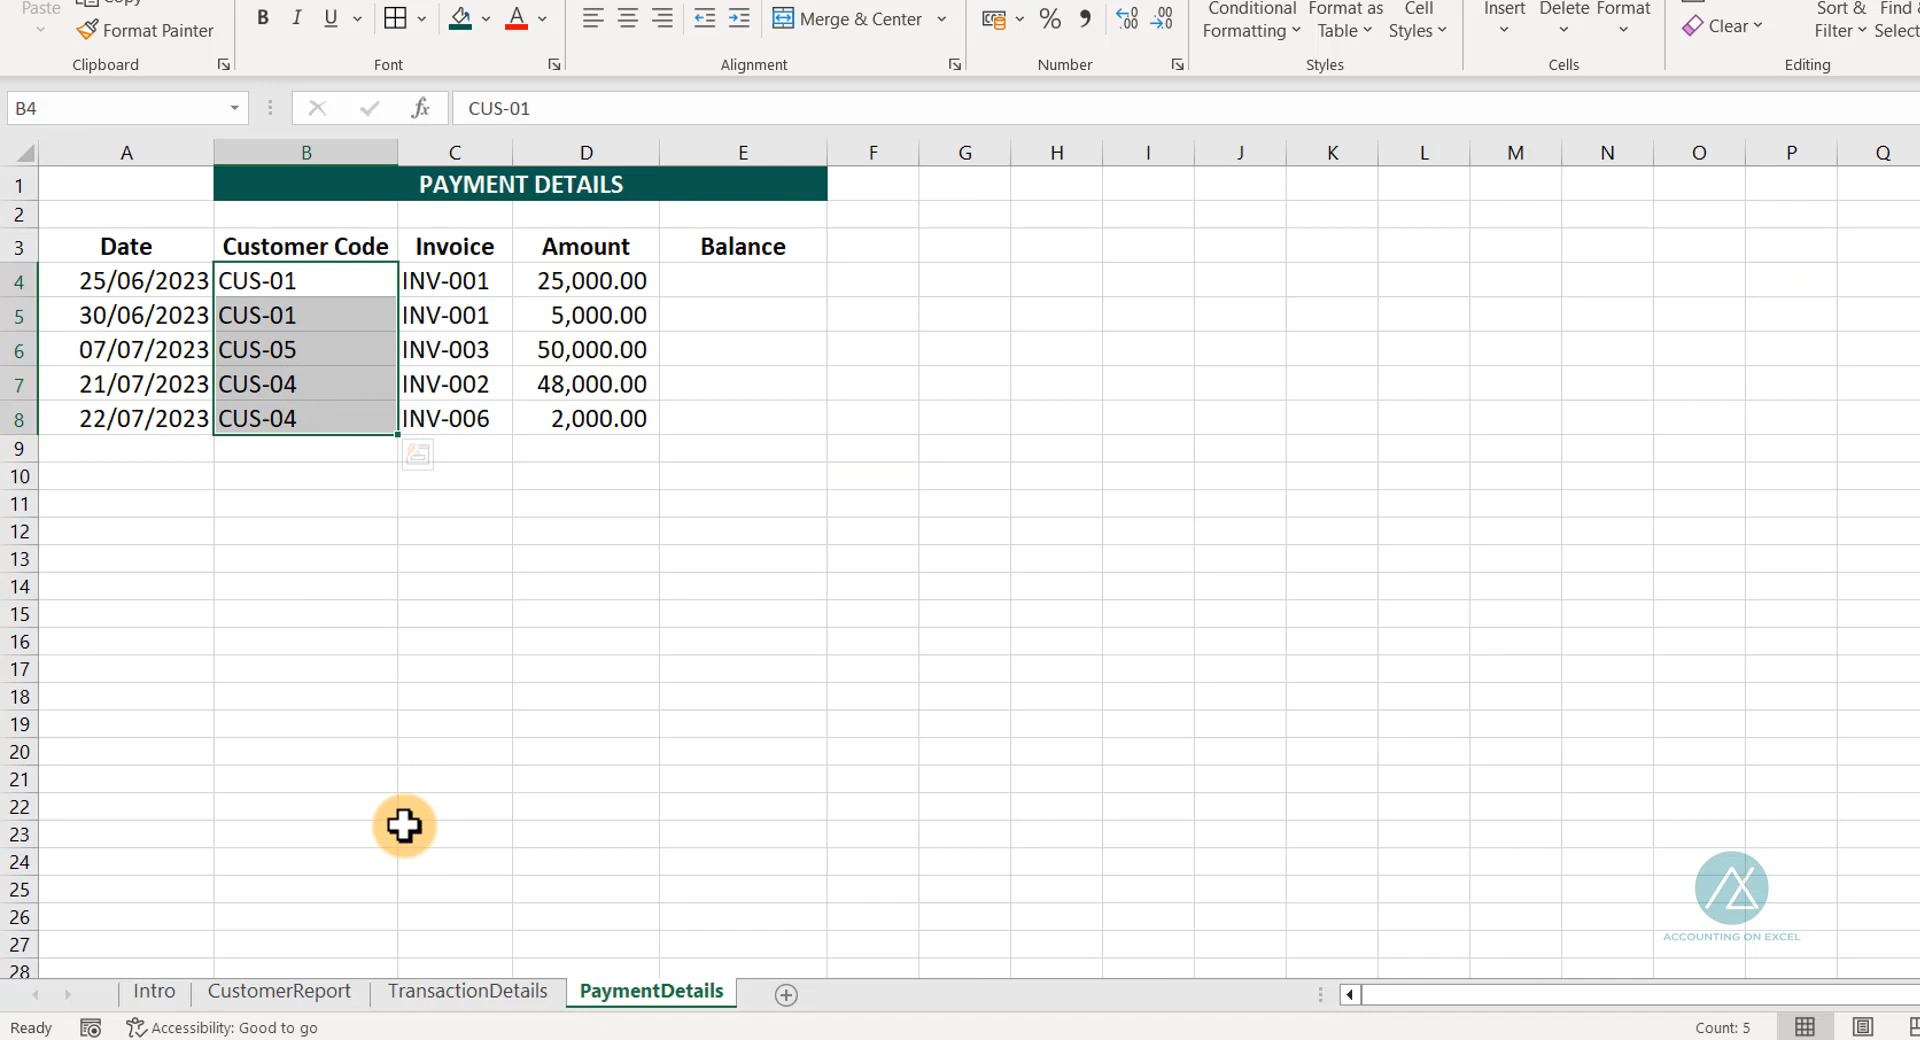 Paste Copy
Format Painter
B I U A
Merge & Center
% .00 .00
Conditional Formatting
Format as Table
Cell Styles
Insert Delete Format
Clear
Sort & Filter
Find & Select
Clipboard Font Alignment Number Styles Cells Editing
B4 fx CUS-01
A B C D E F G H I J K L M N O P Q
1 PAYMENT DETAILS
2
3 Date Customer Code Invoice Amount Balance
4 25/06/2023 CUS-01 INV-001 25,000.00
5 30/06/2023 CUS-01 INV-001 5,000.00
6 07/07/2023 CUS-05 INV-003 50,000.00
7 21/07/2023 CUS-04 INV-002 48,000.00
8 22/07/2023 CUS-04 INV-006 2,000.00
9
10
11
12
13
14
15
16
17
18
19
20
21
22
23
24
25
26
27
28
ACCOUNTING ON EXCEL
Intro CustomerReport TransactionDetails PaymentDetails
Ready Accessibility: Good to go Count: 5